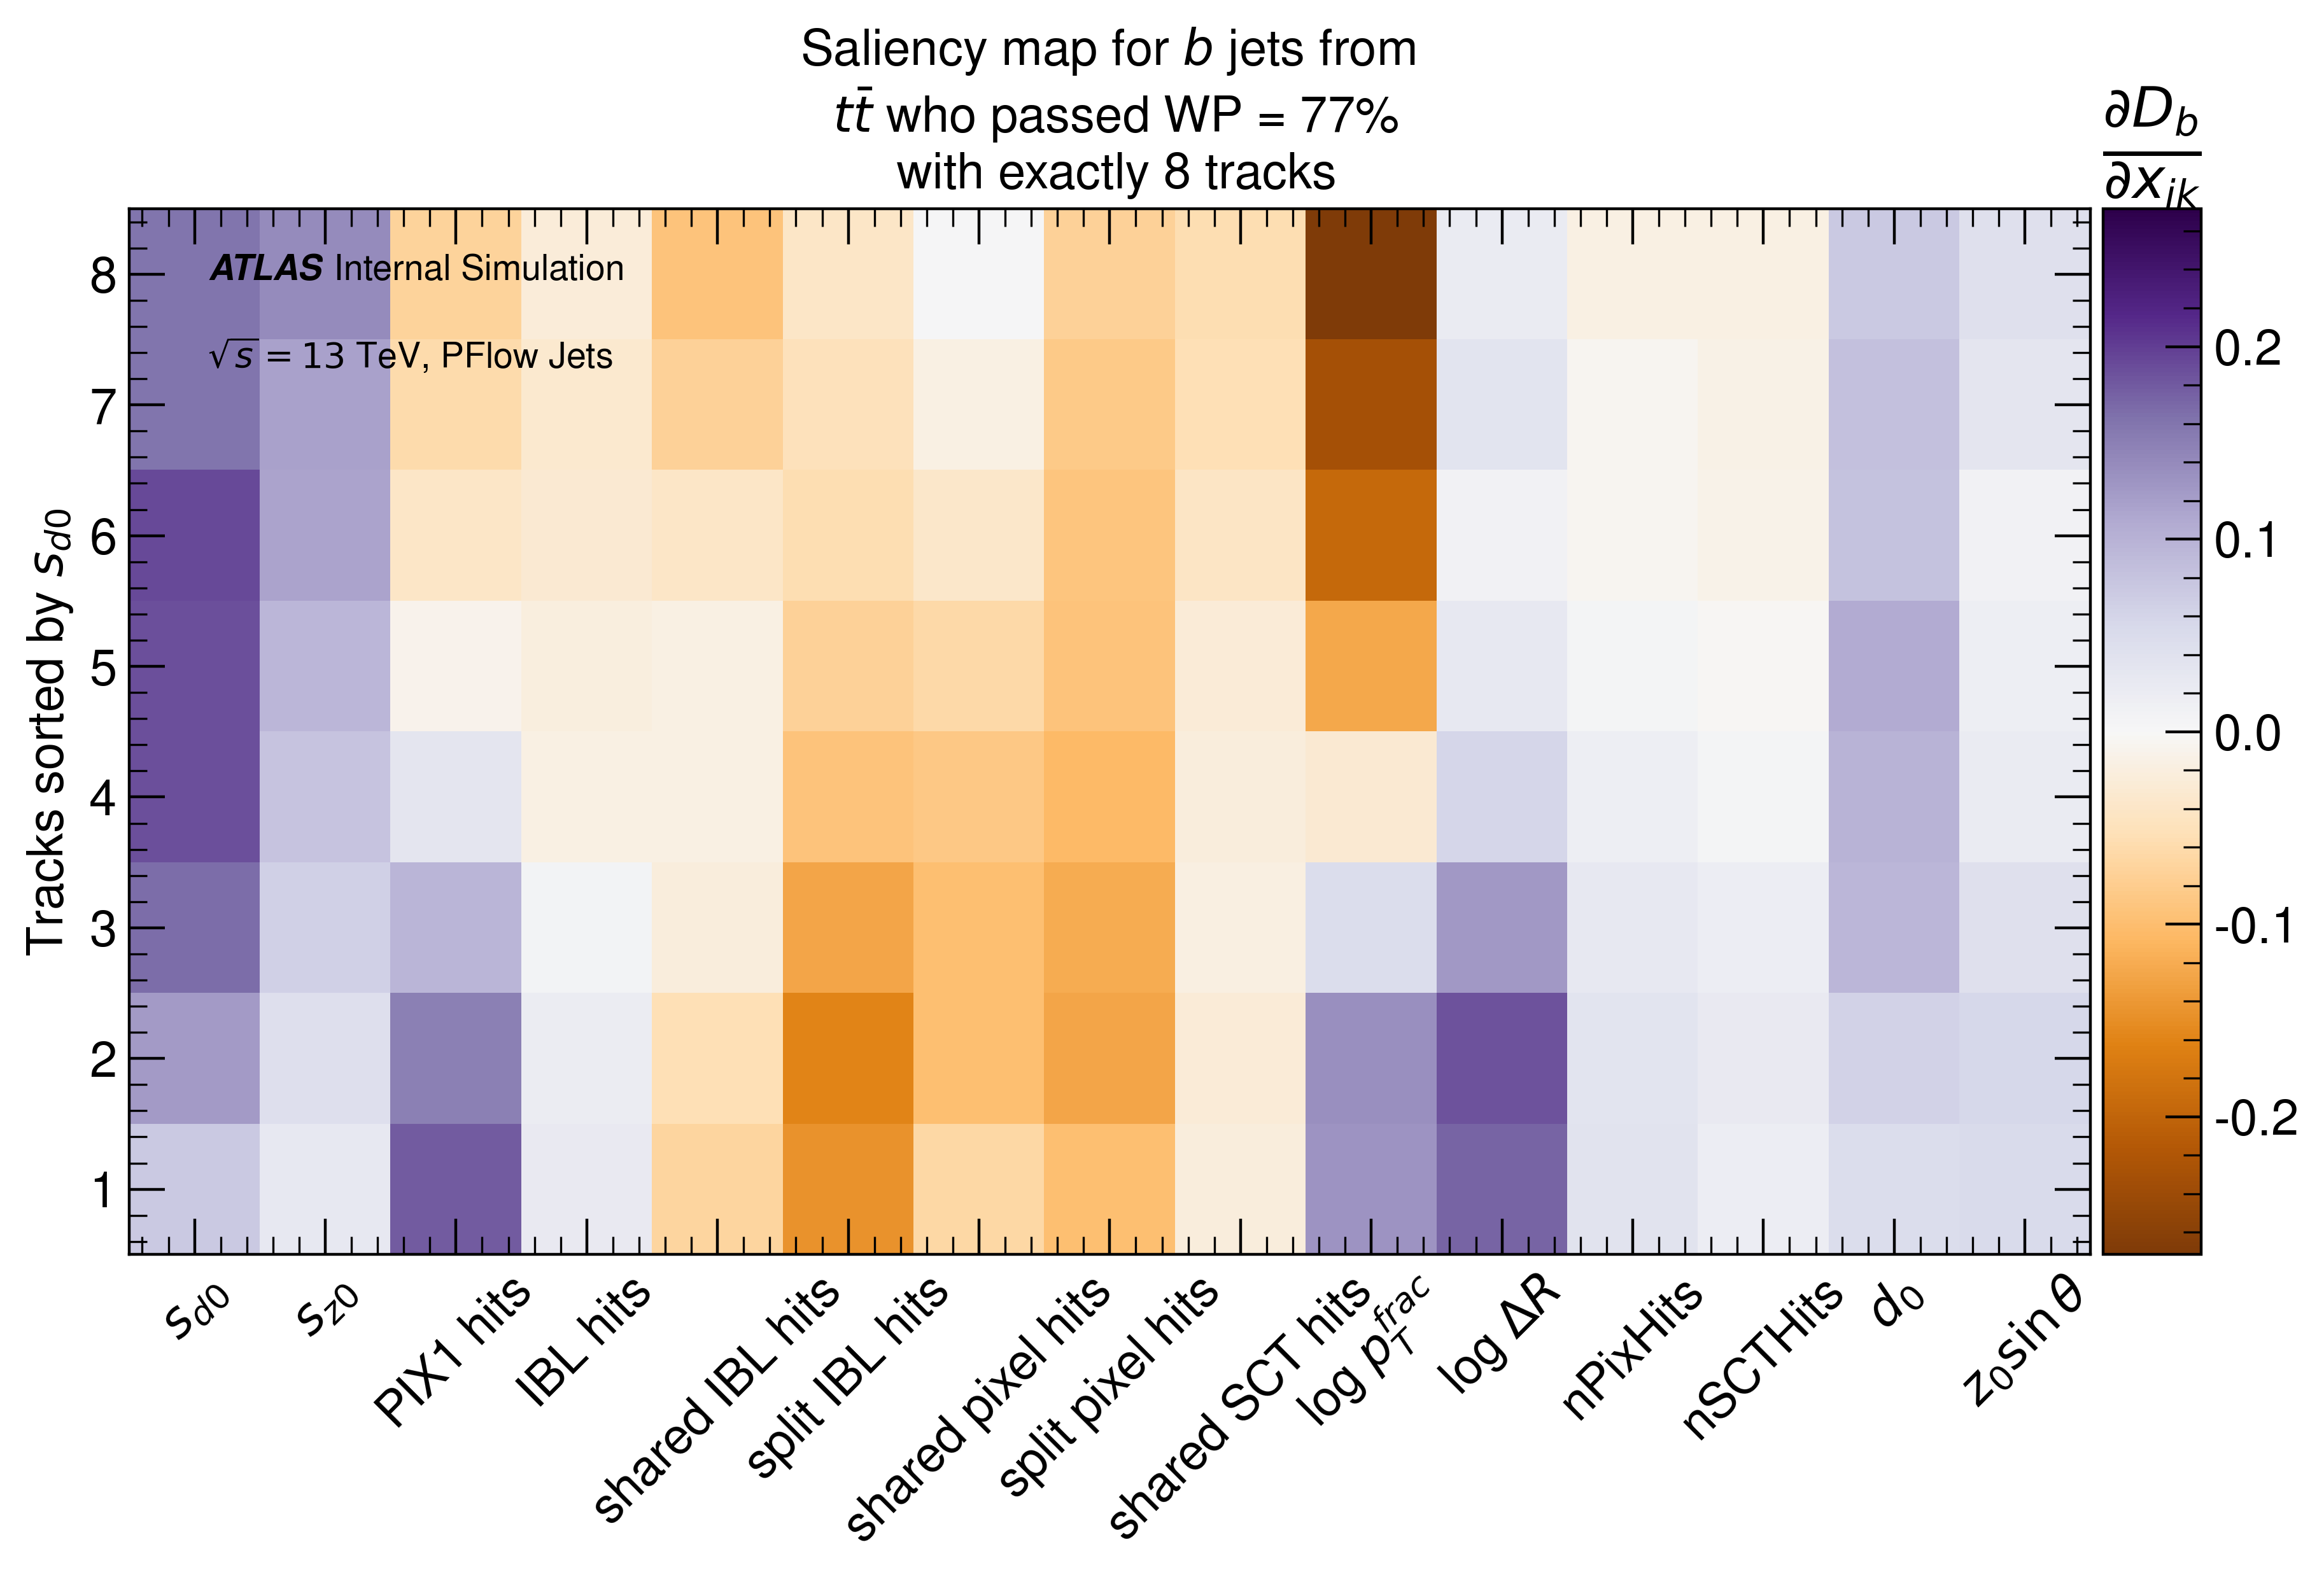 Saliency map for b jets from
tt̄ who passed WP = 77%
with exactly 8 tracks
∂D_b
∂x_ik
ATLAS Internal Simulation
√s = 13 TeV, PFlow Jets
Tracks sorted by s_d0
8
7
6
5
4
3
2
1
0.2
0.1
0.0
-0.1
-0.2
s_d0
s_z0
PIX1 hits
IBL hits
shared IBL hits
split IBL hits
shared pixel hits
split pixel hits
shared SCT hits
log p_T^frac
log ΔR
nPixHits
nSCTHits
d_0
z_0 sin θ